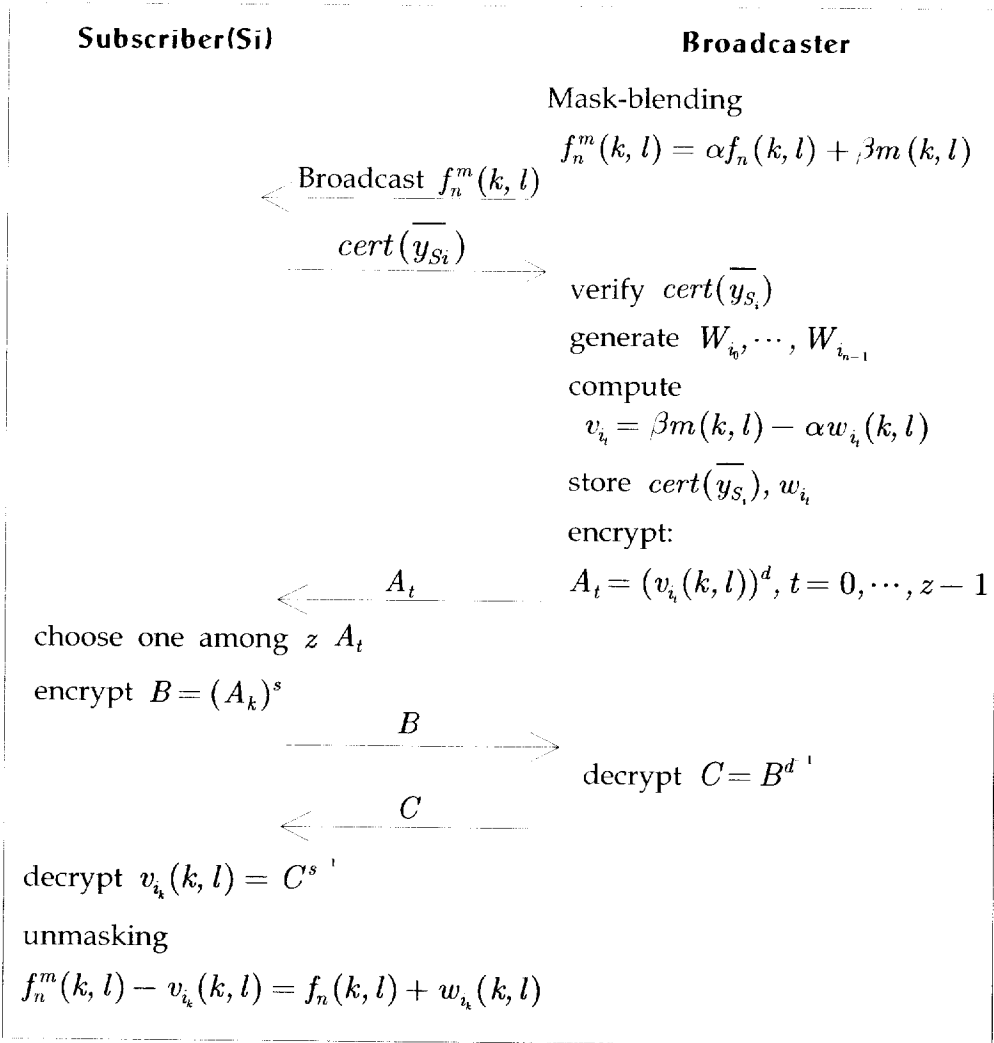 Subscriber(Si)
Broadcaster
Mask-blending
f_n^m(k, l) = αf_n(k, l) + βm(k, l)
Broadcast f_n^m(k, l)
cert(\overline{y_{Si}})
verify cert(\overline{y_{S_i}})
generate W_{i_0}, ⋯, W_{i_{n-1}}
compute
v_{i_t} = βm(k, l) − αw_{i_t}(k, l)
store cert(\overline{y_{S_i}}), w_{i_t}
encrypt:
A_t = (v_{i_t}(k, l))^d, t = 0, ⋯, z − 1
A_t
choose one among z A_t
encrypt B = (A_k)^s
B
decrypt C = B^{d^{-1}}
C
decrypt v_{i_k}(k, l) = C^{s^{-1}}
unmasking
f_n^m(k, l) − v_{i_k}(k, l) = f_n(k, l) + w_{i_k}(k, l)